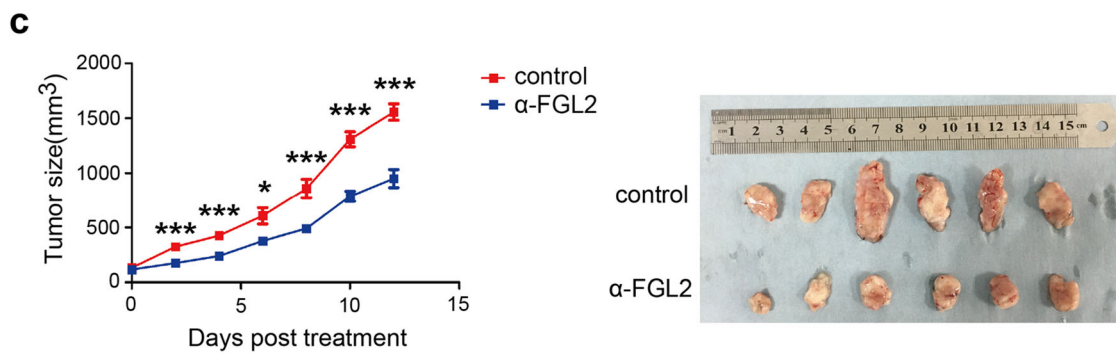 c
2000
1500
1000
500
0
Tumor size(mm3)
***
***
*
***
***
***
0 5 10 15
Days post treatment
control
α-FGL2
cm 1 2 3 4 5 6 7 8 9 10 11 12 13 14 15 cm
control
α-FGL2